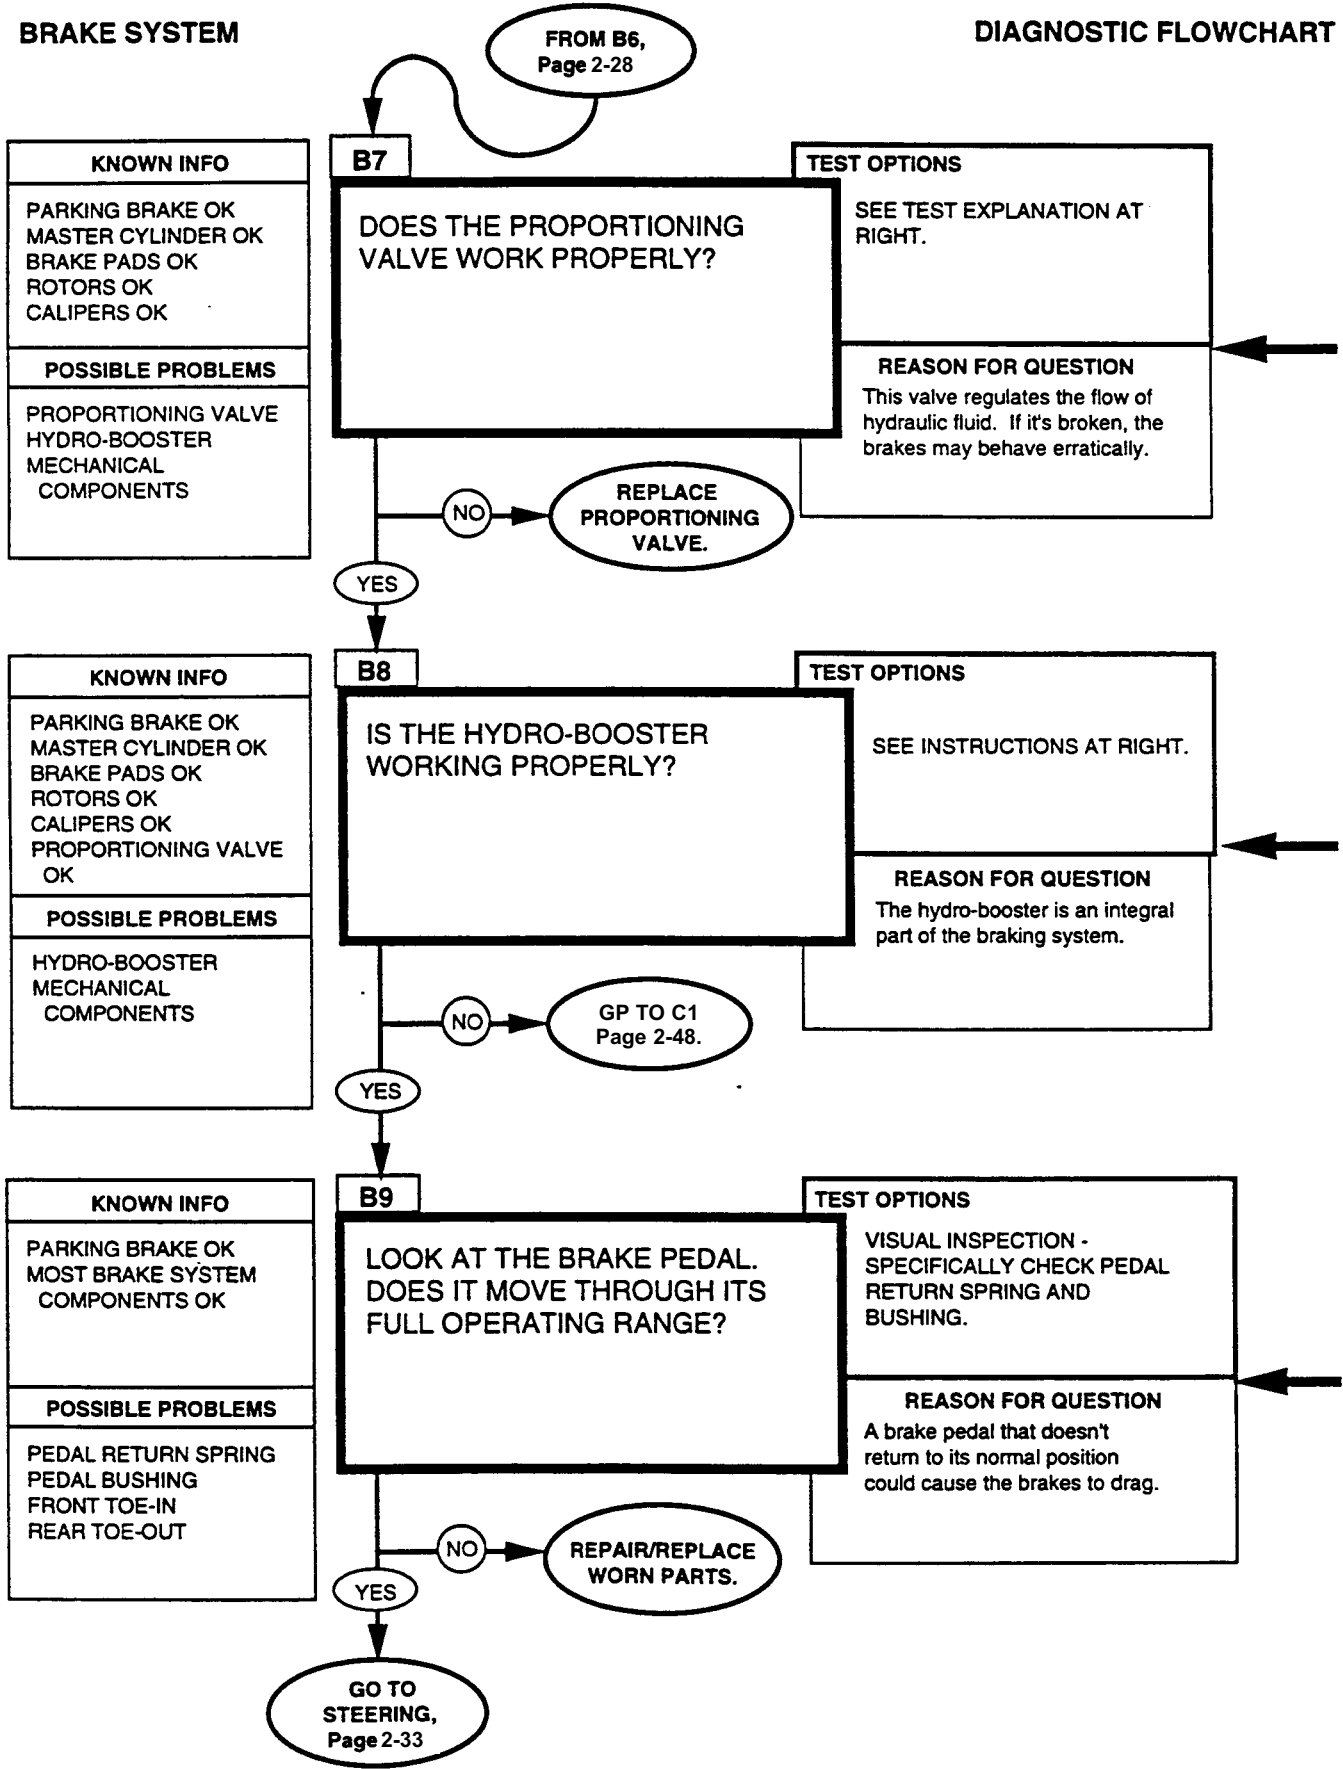 BRAKE SYSTEM
DIAGNOSTIC FLOWCHART
FROM B6,
Page 2-28
KNOWN INFO
PARKING BRAKE OK
MASTER CYLINDER OK
BRAKE PADS OK
ROTORS OK
CALIPERS OK
POSSIBLE PROBLEMS
PROPORTIONING VALVE
HYDRO-BOOSTER
MECHANICAL
COMPONENTS
B7
DOES THE PROPORTIONING
VALVE WORK PROPERLY?
TEST OPTIONS
SEE TEST EXPLANATION AT
RIGHT.
REASON FOR QUESTION
This valve regulates the flow of
hydraulic fluid. If it's broken, the
brakes may behave erratically.
NO
REPLACE
PROPORTIONING
VALVE.
YES
KNOWN INFO
PARKING BRAKE OK
MASTER CYLINDER OK
BRAKE PADS OK
ROTORS OK
CALIPERS OK
PROPORTIONING VALVE
OK
POSSIBLE PROBLEMS
HYDRO-BOOSTER
MECHANICAL
COMPONENTS
B8
IS THE HYDRO-BOOSTER
WORKING PROPERLY?
TEST OPTIONS
SEE INSTRUCTIONS AT RIGHT.
REASON FOR QUESTION
The hydro-booster is an integral
part of the braking system.
NO
GP TO C1
Page 2-48.
YES
KNOWN INFO
PARKING BRAKE OK
MOST BRAKE SYSTEM
COMPONENTS OK
POSSIBLE PROBLEMS
PEDAL RETURN SPRING
PEDAL BUSHING
FRONT TOE-IN
REAR TOE-OUT
B9
LOOK AT THE BRAKE PEDAL.
DOES IT MOVE THROUGH ITS
FULL OPERATING RANGE?
TEST OPTIONS
VISUAL INSPECTION -
SPECIFICALLY CHECK PEDAL
RETURN SPRING AND
BUSHING.
REASON FOR QUESTION
A brake pedal that doesn't
return to its normal position
could cause the brakes to drag.
NO
REPAIR/REPLACE
WORN PARTS.
YES
GO TO
STEERING,
Page 2-33